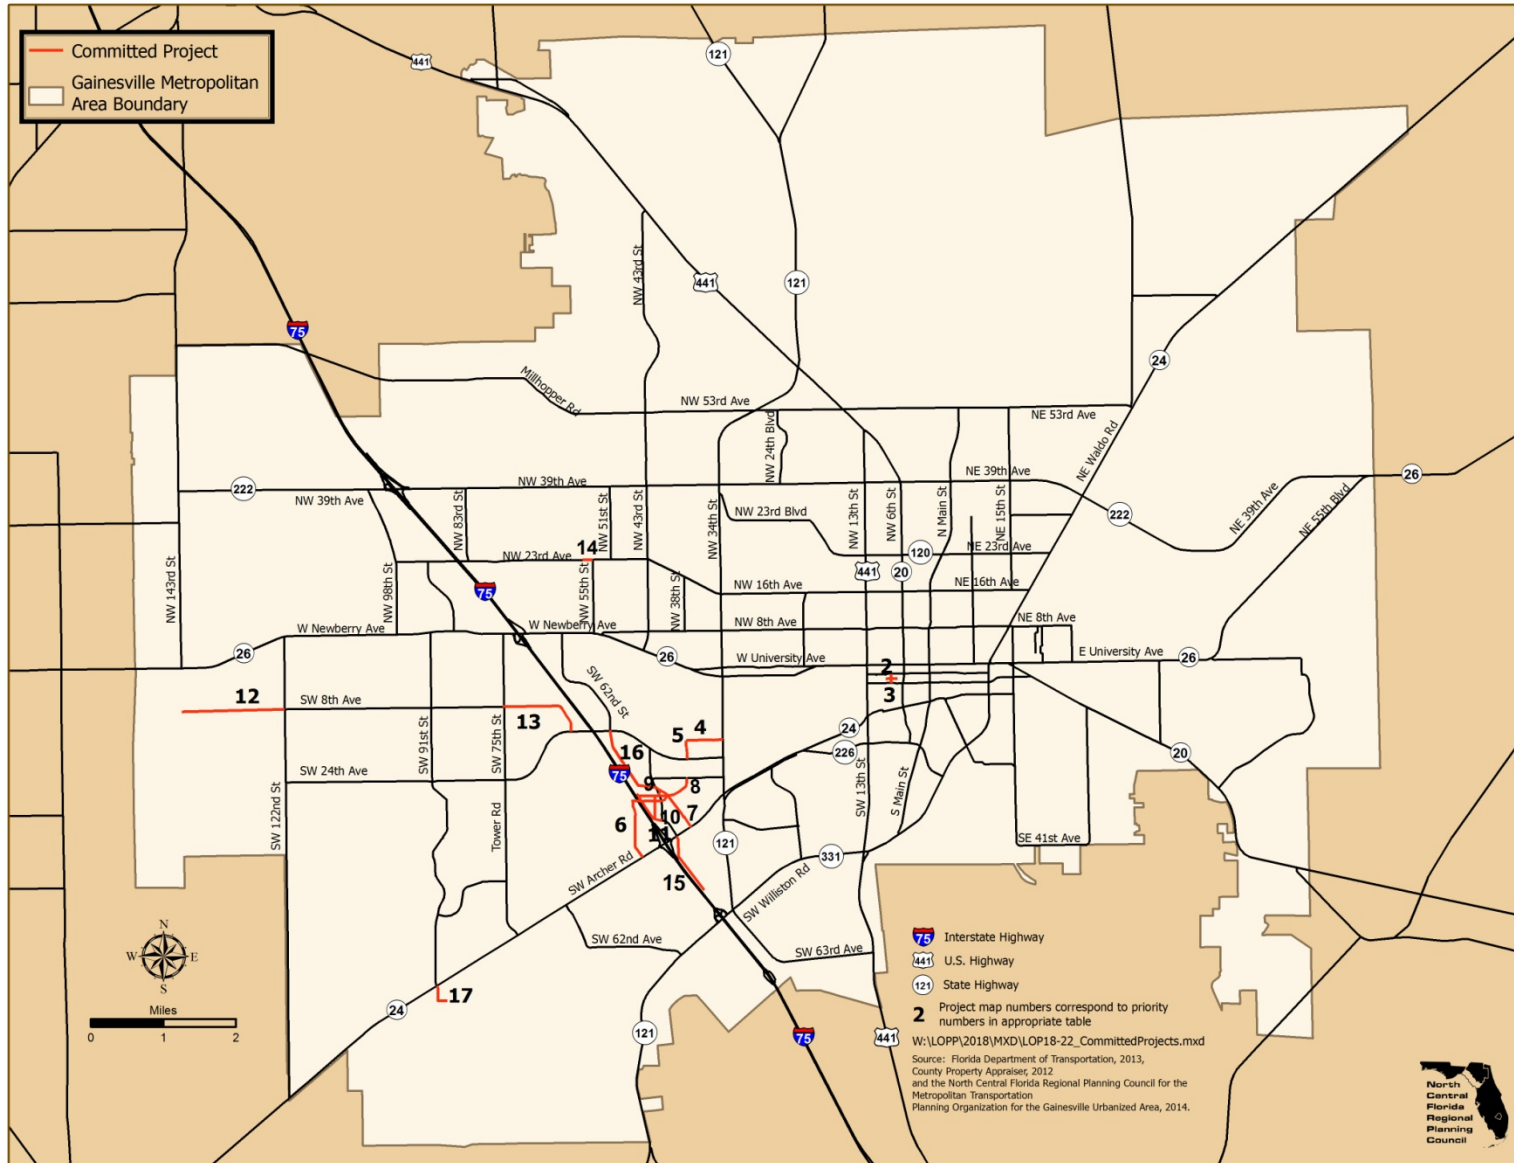 Committed Project
Gainesville Metropolitan
Area Boundary
441
121
NW 43rd St
441
121
75
24
Millhopper Rd
NW 53rd Ave
NE 53rd Ave
NW 24th Blvd
NE Waldo Rd
222
NW 39th Ave
NW 39th Ave
NE 39th Ave
26
NW 83rd St
NW 51st St
NW 43rd St
NW 34th St
NW 23rd Blvd
NW 13th St
NW 6th St
N Main St
NE 15th St
222
NE 39th Ave
NE 55th Blvd
NW 143rd St
NW 98th St
NW 23rd Ave
14
NW 55th St
NW 38th St
120
NE 23rd Ave
441
20
75
NW 16th Ave
NE 16th Ave
W Newberry Ave
W Newberry Ave
NW 8th Ave
NE 8th Ave
26
26
W University Ave
E University Ave
26
2
3
12
SW 8th Ave
13
SW 62nd St
5
4
24
226
20
SW 91st St
SW 75th St
16
75
SW 24th Ave
9
8
SW 13th St
S Main St
SW 122nd St
Tower Rd
6
10
7
11
121
331
SE 41st Ave
SW Archer Rd
15
SW Williston Rd
SW 62nd Ave
SW 63rd Ave
17
24
121
75
441
N
W
E
S
Miles
0
1
2
75
Interstate Highway
441
U.S. Highway
121
State Highway
2
Project map numbers correspond to priority
numbers in appropriate table
W:\LOPP\2018\MXD\LOP18-22_CommittedProjects.mxd
Source: Florida Department of Transportation, 2013,
County Property Appraiser, 2012
and the North Central Florida Regional Planning Council for the
Metropolitan Transportation
Planning Organization for the Gainesville Urbanized Area, 2014.
North
Central
Florida
Regional
Planning
Council